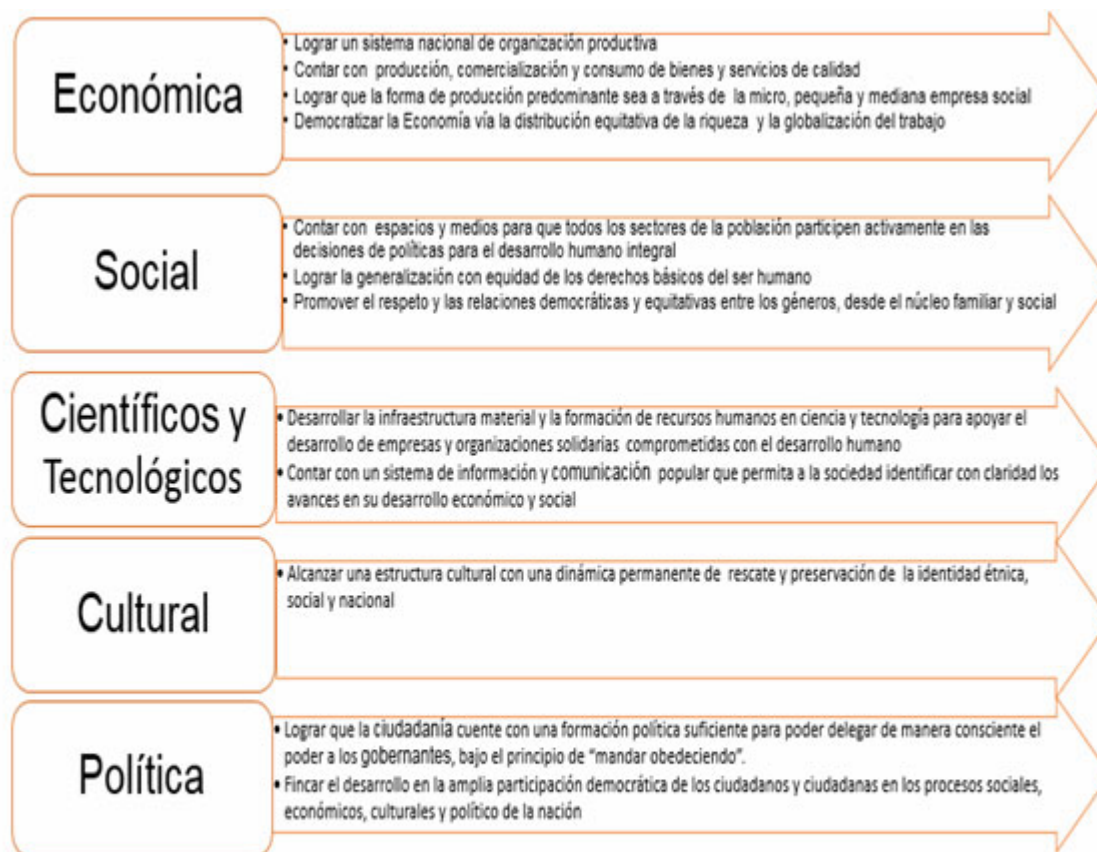 Económica
• Lograr un sistema nacional de organización productiva
• Contar con producción, comercialización y consumo de bienes y servicios de calidad
• Lograr que la forma de producción predominante sea a través de la micro, pequeña y mediana empresa social
• Democratizar la Economía vía la distribución equitativa de la riqueza y la globalización del trabajo
Social
• Contar con espacios y medios para que todos los sectores de la población participen activamente en las
decisiones de políticas para el desarrollo humano integral
• Lograr la generalización con equidad de los derechos básicos del ser humano
• Promover el respeto y las relaciones democráticas y equitativas entre los géneros, desde el núcleo familiar y social
Científicos y
Tecnológicos
• Desarrollar la infraestructura material y la formación de recursos humanos en ciencia y tecnología para apoyar el
desarrollo de empresas y organizaciones solidarias comprometidas con el desarrollo humano
• Contar con un sistema de información y comunicación popular que permita a la sociedad identificar con claridad los
avances en su desarrollo económico y social
Cultural
• Alcanzar una estructura cultural con una dinámica permanente de rescate y preservación de la identidad étnica,
social y nacional
Política
• Lograr que la ciudadanía cuente con una formación política suficiente para poder delegar de manera consciente el
poder a los gobernantes, bajo el principio de “mandar obedeciendo”.
• Fincar el desarrollo en la amplia participación democrática de los ciudadanos y ciudadanas en los procesos sociales,
económicos, culturales y político de la nación